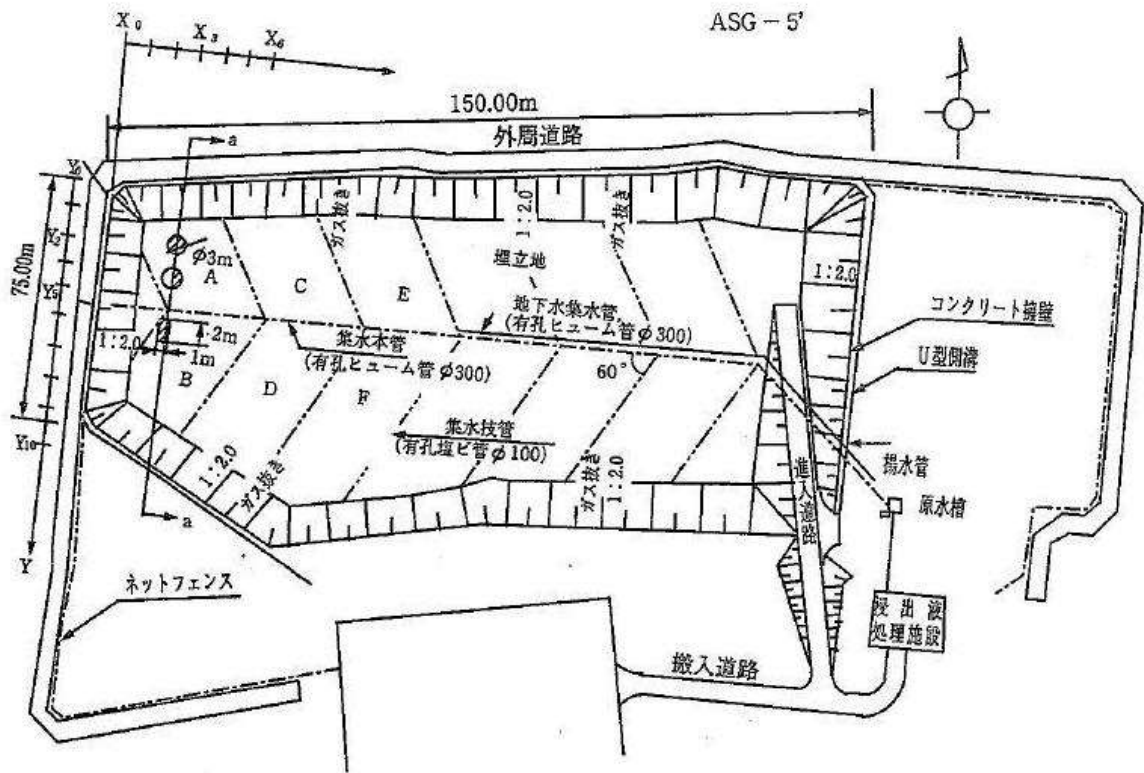 ASG－5'
X₀
X₃
X₆
150.00m
外周道路
a
Y₀
Y₂
Y₅
Y₁₀
Y
75.00m
ガス抜き
1：2.0
ガス抜き
φ3m
A
C
E
埋立地
1：2.0
地下水集水管
(有孔ヒューム管φ300)
コンクリート擁壁
U型側溝
1：2.0
2m
1m
集水本管
(有孔ヒューム管φ300)
60°
B
D
F
集水枝管
(有孔塩ビ管φ100)
1：2.0
ガス抜き
ガス抜き
1：2.0
進入道路
揚水管
原水槽
a
ネットフェンス
浸出液
処理施設
搬入道路